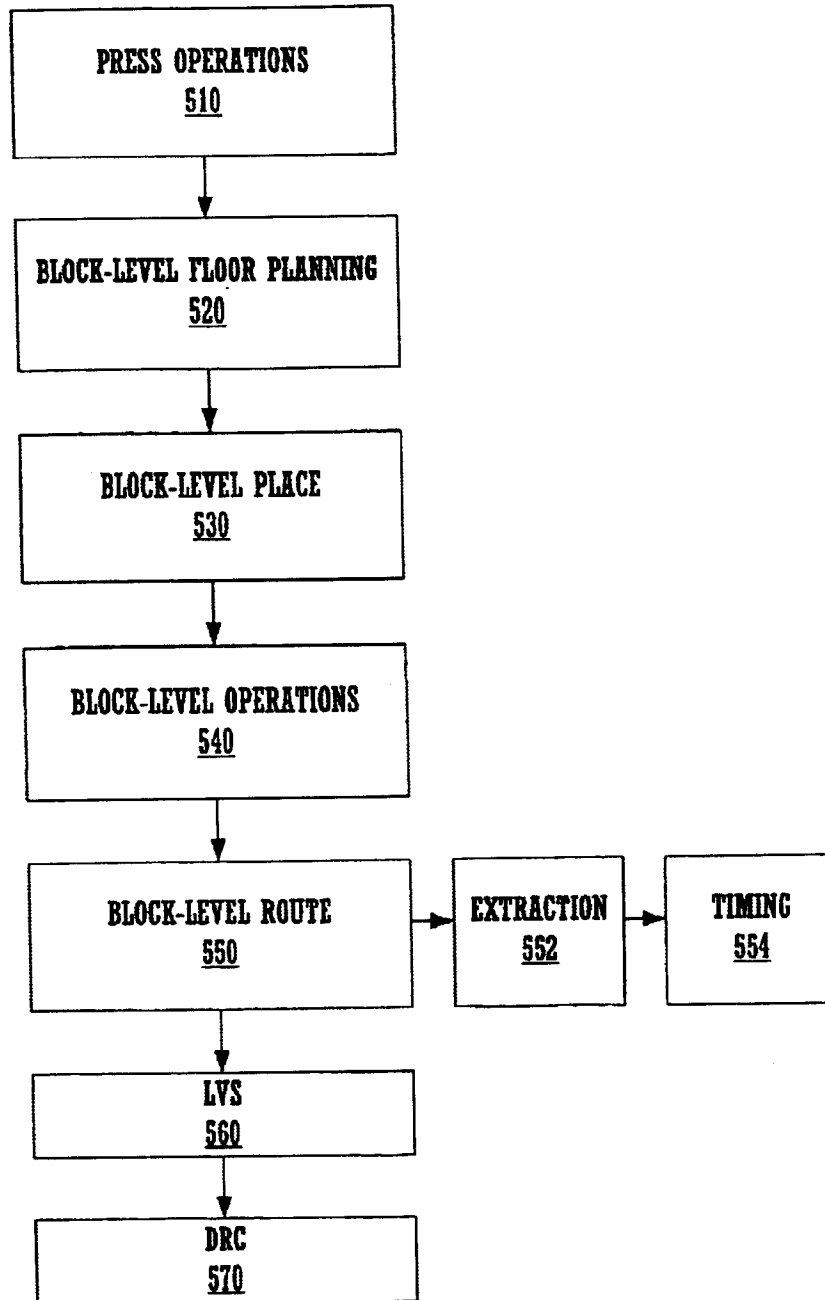 PRESS OPERATIONS
510
BLOCK-LEVEL FLOOR PLANNING
520
BLOCK-LEVEL PLACE
530
BLOCK-LEVEL OPERATIONS
540
BLOCK-LEVEL ROUTE
550
EXTRACTION
552
TIMING
554
LVS
560
DRC
570